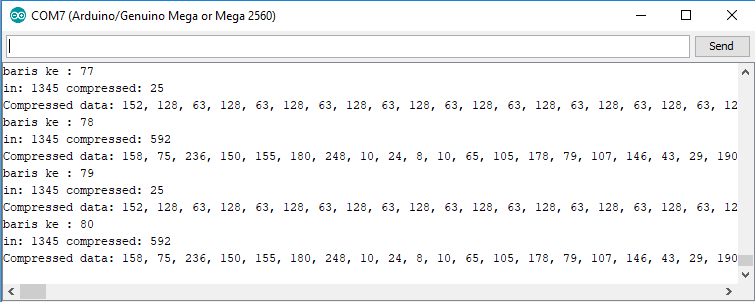 COM7 (Arduino/Genuino Mega or Mega 2560)
Send
baris ke : 77
in: 1345 compressed: 25
Compressed data: 152, 128, 63, 128, 63, 128, 63, 128, 63, 128, 63, 128, 63, 128, 63, 128, 63, 128, 63, 128, 63, 12
baris ke : 78
in: 1345 compressed: 592
Compressed data: 158, 75, 236, 150, 155, 180, 248, 10, 24, 8, 10, 65, 105, 178, 79, 107, 146, 43, 29, 190
baris ke : 79
in: 1345 compressed: 25
Compressed data: 152, 128, 63, 128, 63, 128, 63, 128, 63, 128, 63, 128, 63, 128, 63, 128, 63, 128, 63, 128, 63, 12
baris ke : 80
in: 1345 compressed: 592
Compressed data: 158, 75, 236, 150, 155, 180, 248, 10, 24, 8, 10, 65, 105, 178, 79, 107, 146, 43, 29, 190